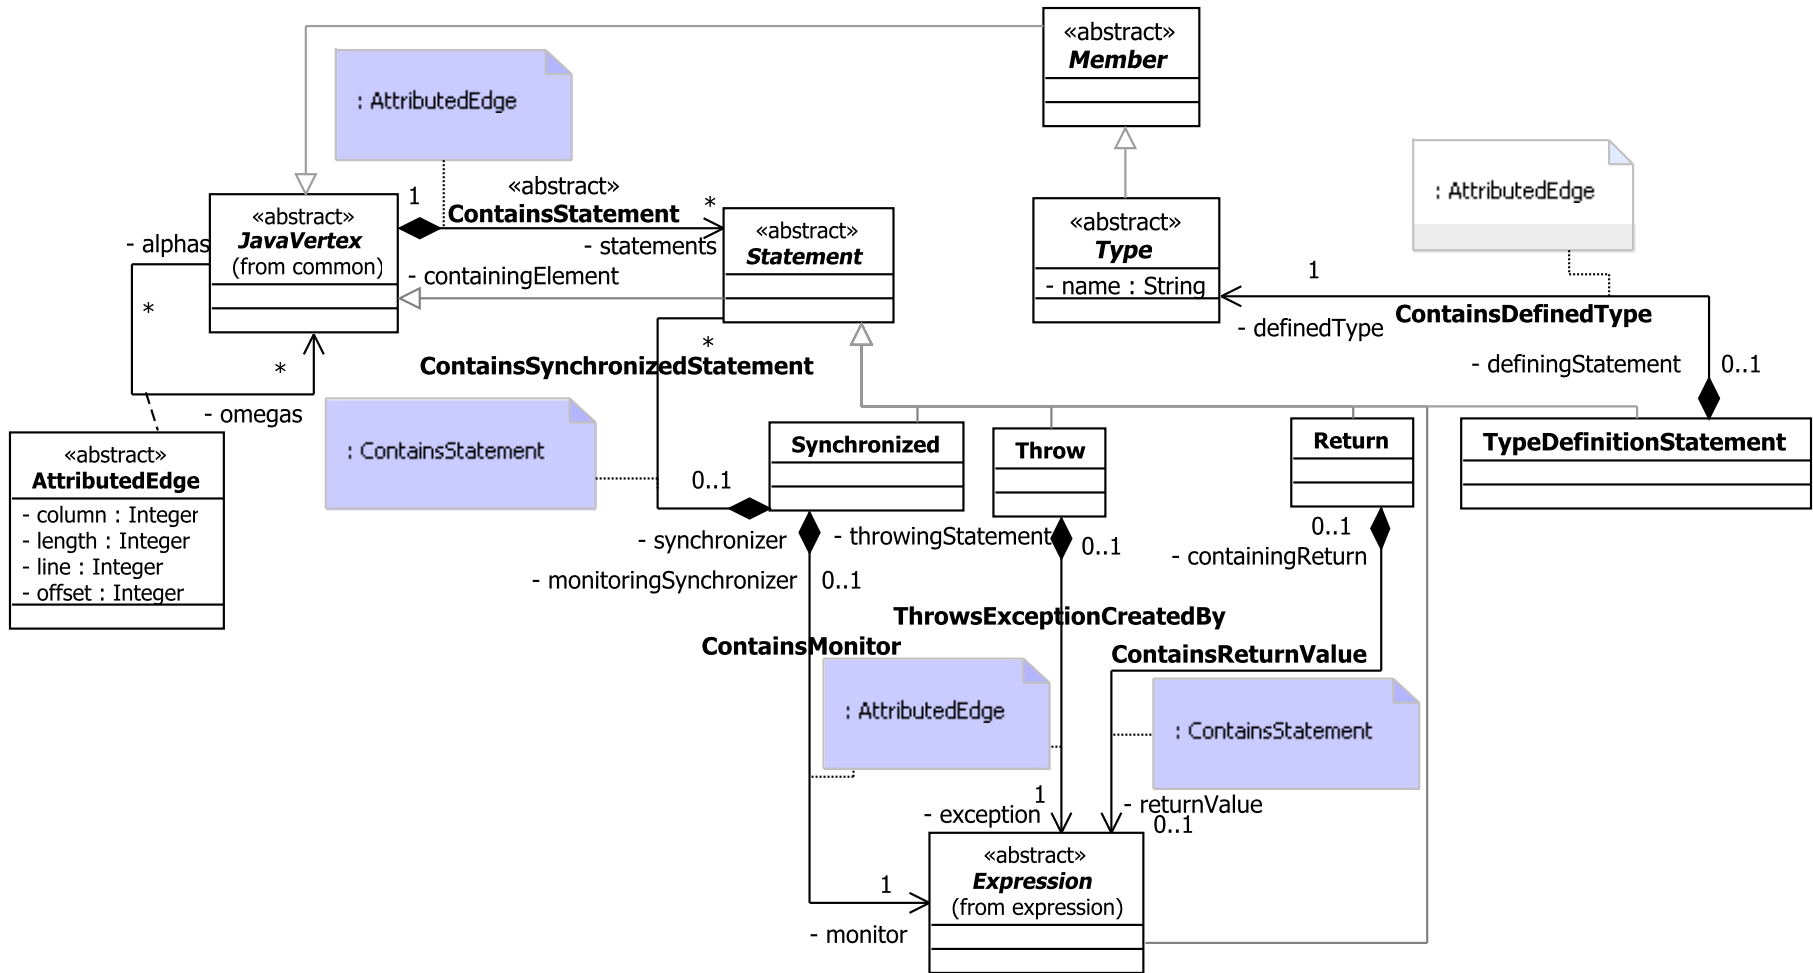 «abstract»
Member
: AttributedEdge
«abstract»
JavaVertex
(from common)
1
«abstract»
ContainsStatement
*
- statements
- containingElement
«abstract»
Statement
«abstract»
Type
- name : String
: AttributedEdge
1
- definedType
ContainsDefinedType
- definingStatement
0..1
- alphas
*
*
- omegas
*
ContainsSynchronizedStatement
: ContainsStatement
«abstract»
AttributedEdge
- column : Integer
- length : Integer
- line : Integer
- offset : Integer
0..1
- synchronizer
Synchronized
Throw
Return
TypeDefinitionStatement
- monitoringSynchronizer
0..1
- throwingStatement
0..1
0..1
- containingReturn
ThrowsExceptionCreatedBy
ContainsMonitor
ContainsReturnValue
: AttributedEdge
: ContainsStatement
1
- exception
- returnValue
0..1
«abstract»
Expression
(from expression)
1
- monitor